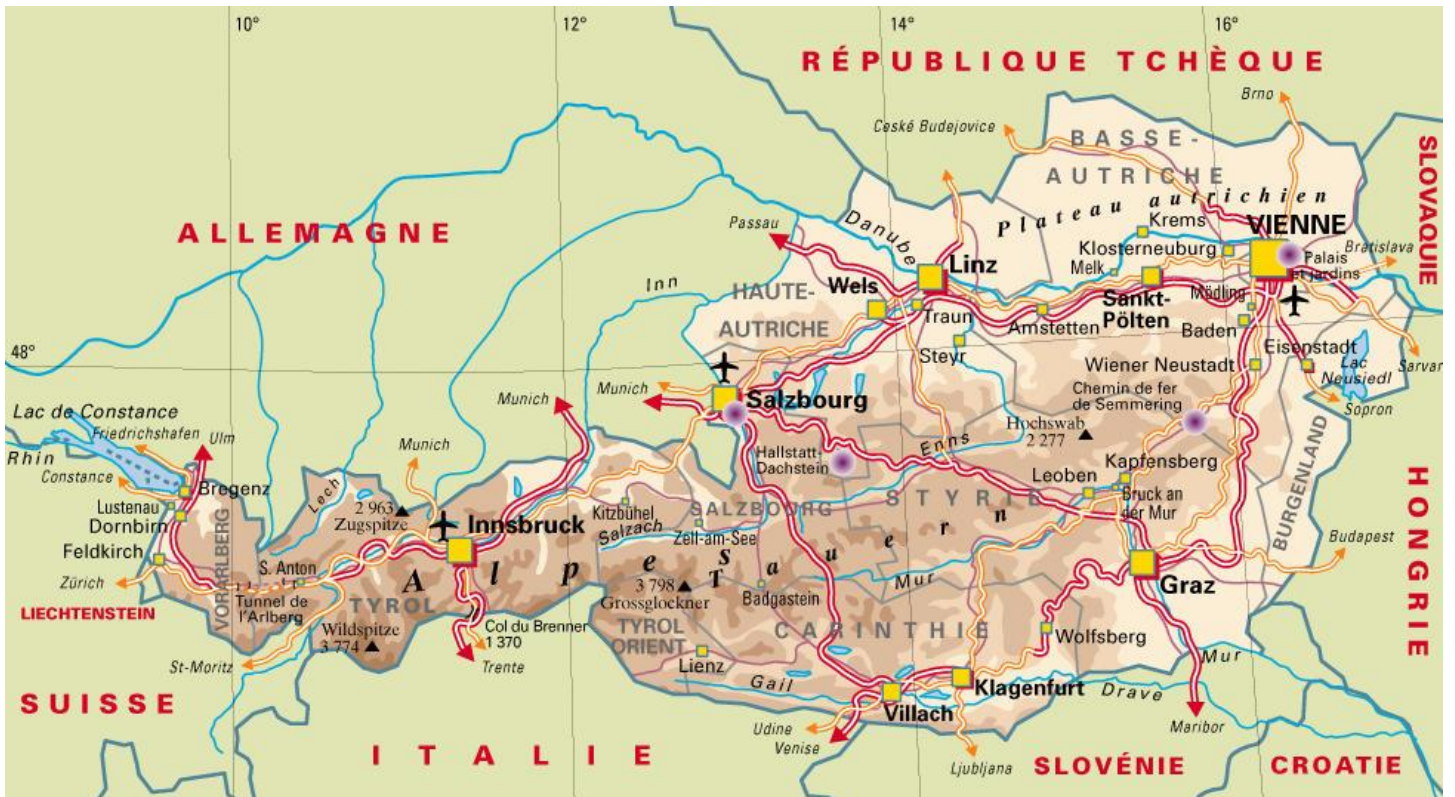 10°
12°
14°
16°
RÉPUBLIQUE TCHÈQUE
Brno
Ceské Budejovice
BASSE-
AUTRICHE
Plateau autrichien
SLOVAQUIE
ALLEMAGNE
Passau
Danube
Krems
VIENNE
Klosterneuburg
Bratislava
Palais
et jardins
Melk
Linz
Inn
Wels
HAUTE-
AUTRICHE
Sankt-
Pölten
Mödling
Traun
Amstetten
Baden
Steyr
Eisenstadt
48°
Wiener Neustadt
Lac
Neusiedl
Sarvar
Munich
Salzbourg
Chemin de fer
de Semmering
Sopron
Munich
Lac de Constance
Friedrichshafen
Ulm
Munich
Hochswab
2 277
Rhin
Constance
Enns
Hallstatt-
Dachstein
Bregenz
Lech
Leoben
Kapfensberg
Lustenau
Dornbirn
2 963
Zugspitze
Innsbruck
Kitzbühel
Salzach
SALZBOURG
STYRIE
Bruck an
der Mur
BURGENLAND
HONGRIE
Feldkirch
VORARLBERG
Zell-am-See
Budapest
Zürich
S. Anton
Alpes
Tauern
Mur
LIECHTENSTEIN
Tunnel de
l'Arlberg
TYROL
3 798
Grossglockner
Badgastein
Graz
Wildspitze
3 774
Col du Brenner
1 370
TYROL
ORIENT
CARINTHIE
Wolfsberg
St-Moritz
Trente
Lienz
Mur
SUISSE
Gail
Klagenfurt
Drave
Villach
Udine
Venise
Maribor
ITALIE
Ljubljana
SLOVÉNIE
CROATIE